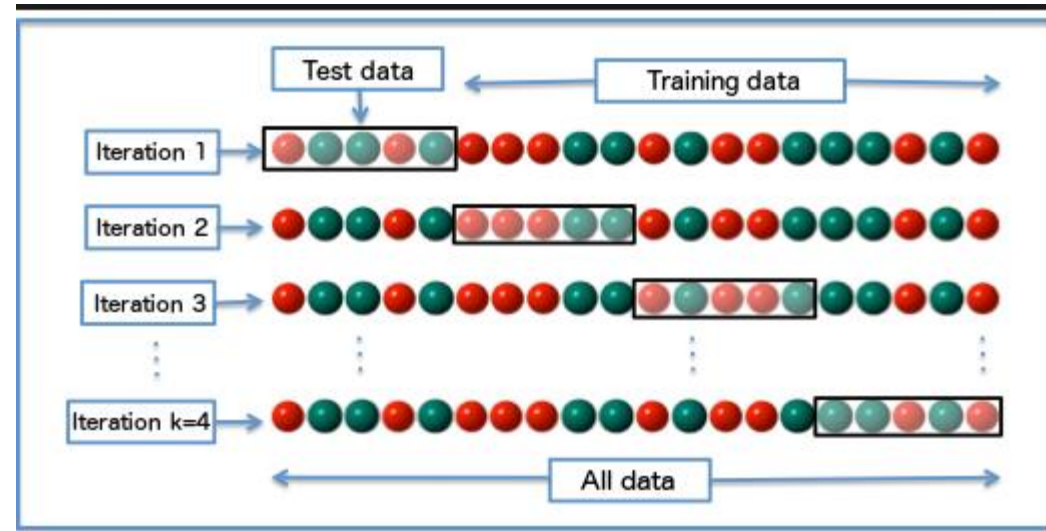 Test data
Training data
Iteration 1
Iteration 2
Iteration 3
Iteration k=4
All data